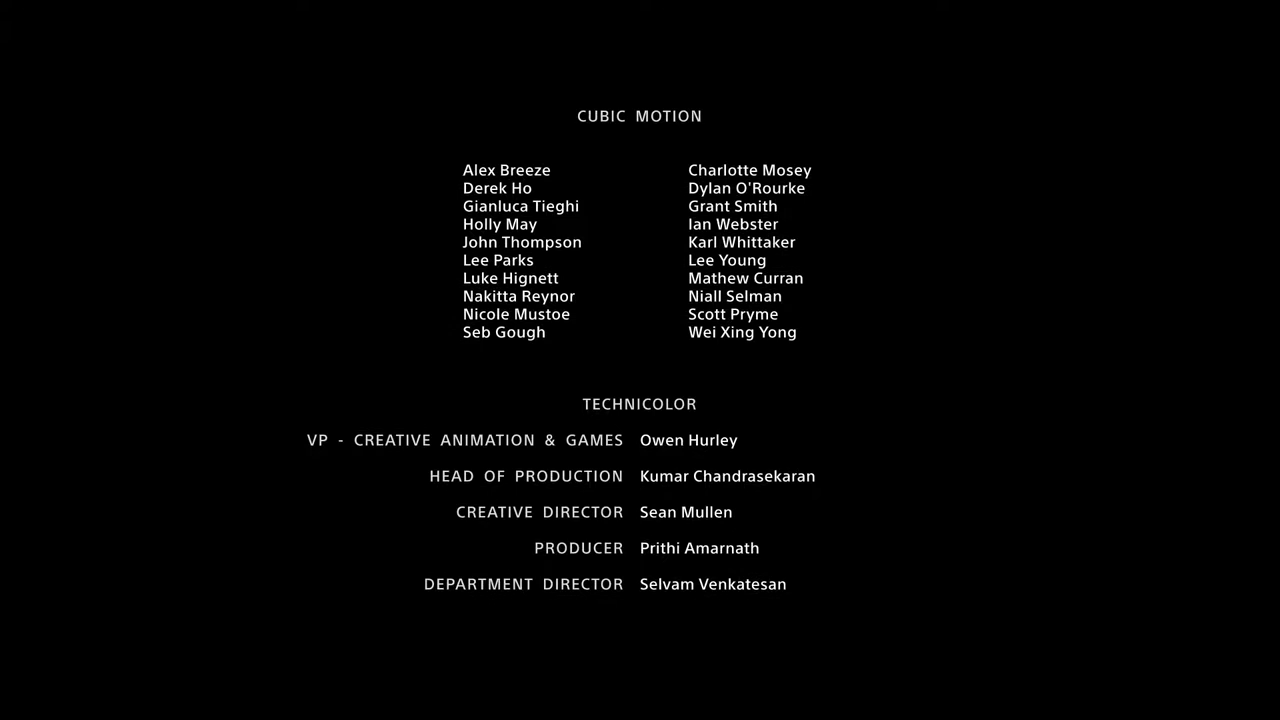 CUBIC MOTION
Alex Breeze Charlotte Mosey
Derek Ho Dylan O'Rourke
Gianluca Tieghi Grant Smith
Holly May Ian Webster
John Thompson Karl Whittaker
Lee Parks Lee Young
Luke Hignett Mathew Curran
Nakitta Reynor Niall Selman
Nicole Mustoe Scott Pryme
Seb Gough Wei Xing Yong
TECHNICOLOR
VP - CREATIVE ANIMATION & GAMES Owen Hurley
HEAD OF PRODUCTION Kumar Chandrasekaran
CREATIVE DIRECTOR Sean Mullen
PRODUCER Prithi Amarnath
DEPARTMENT DIRECTOR Selvam Venkatesan